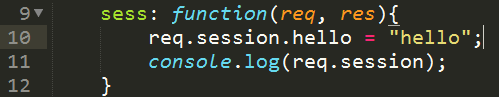 9 sess: function(req, res){
10 req.session.hello = "hello";
11 console.log(req.session);
12 }